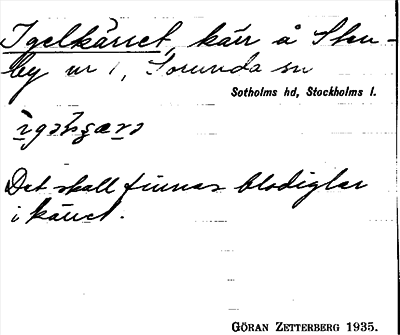 Igelkärret, kärr å Sten-
by nr 1, Sorunda sn
Sotholms hd, Stockholms l.
Det skall finnas blodiglar
i kärret.
GÖRAN ZETTERBERG 1935.